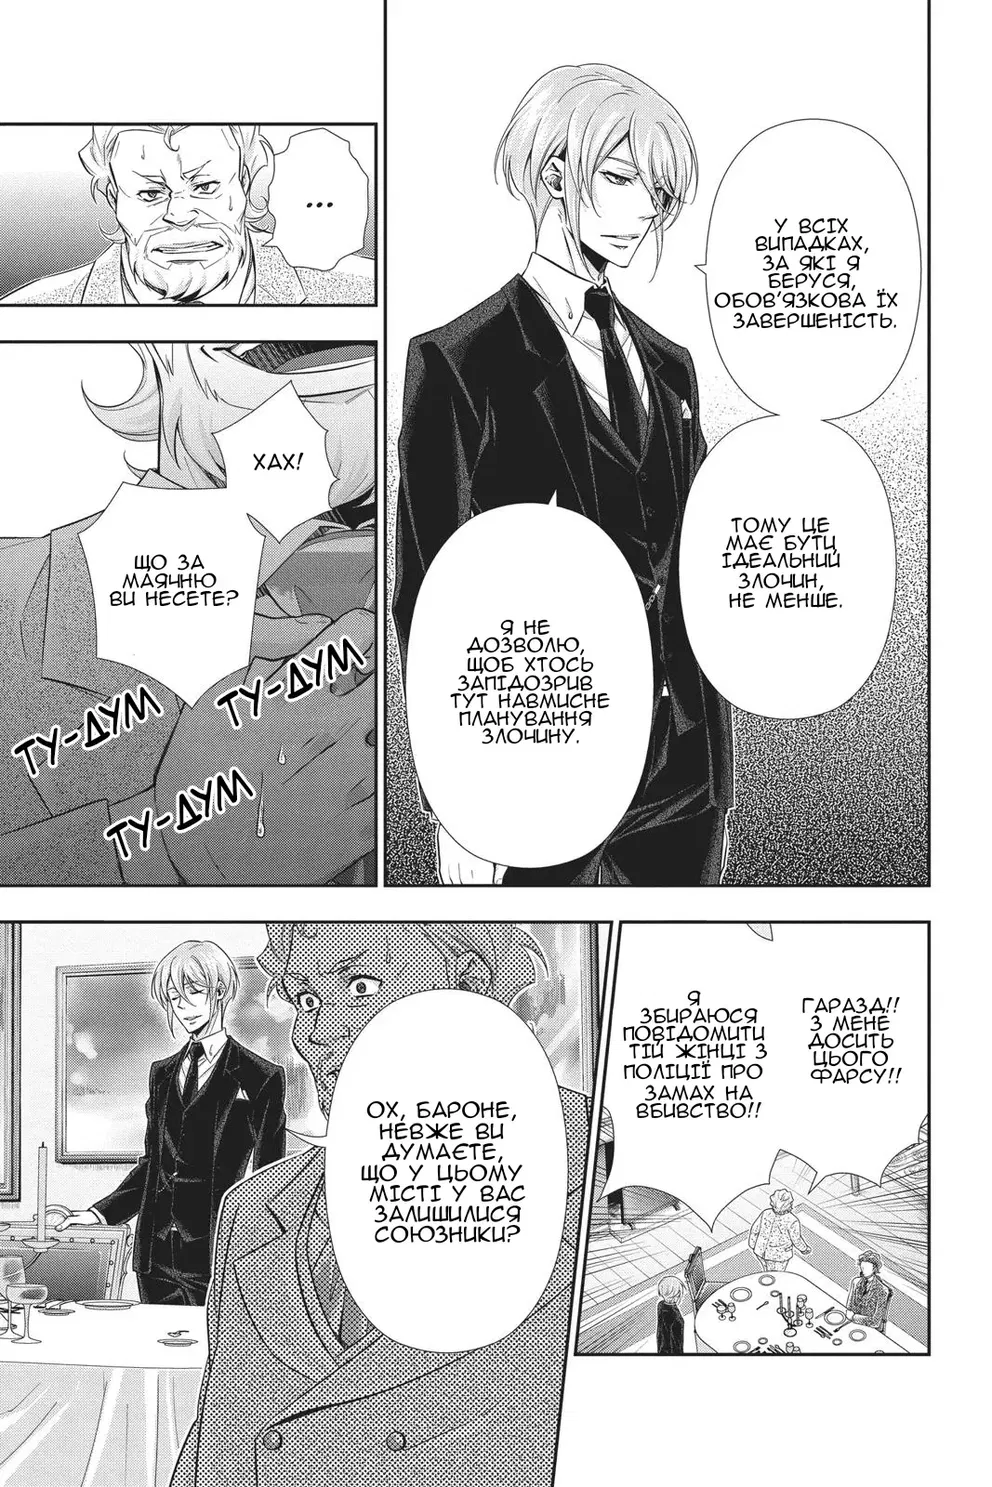 У ВСІХ
ВИПАДКАХ,
ЗА ЯКІ Я
БЕРУСЯ,
ОБОВ'ЯЗКОВА ЇХ
ЗАВЕРШЕНІСТЬ.
ТОМУ ЦЕ
МАЄ БУТИ
ІДЕАЛЬНИЙ
ЗЛОЧИН,
НЕ МЕНШЕ.
Я НЕ
ДОЗВОЛЮ,
ЩОБ ХТОСЬ
ЗАПІДОЗРИВ
ТУТ НАВМИСНЕ
ПЛАНУВАННЯ
ЗЛОЧИНУ.
...
ХАХ!
ЩО ЗА
МАЯЧНЮ
ВИ НЕСЕТЕ?
ТУ-ДУМ
ТУ-ДУМ
ТУ-ДУМ
ГАРАЗД!!
З МЕНЕ
ДОСИТЬ
ЦЬОГО
ФАРСУ!!
Я
ЗБИРАЮСЯ
ПОВІДОМИТИ
ТІЙ ЖІНЦІ З
ПОЛІЦІЇ ПРО
ЗАМАХ НА
ВБИВСТВО!!
ОХ, БАРОНЕ,
НЕВЖЕ ВИ
ДУМАЄТЕ,
ЩО У ЦЬОМУ
МІСТІ У ВАС
ЗАЛИШИЛИСЯ
СОЮЗНИКИ?